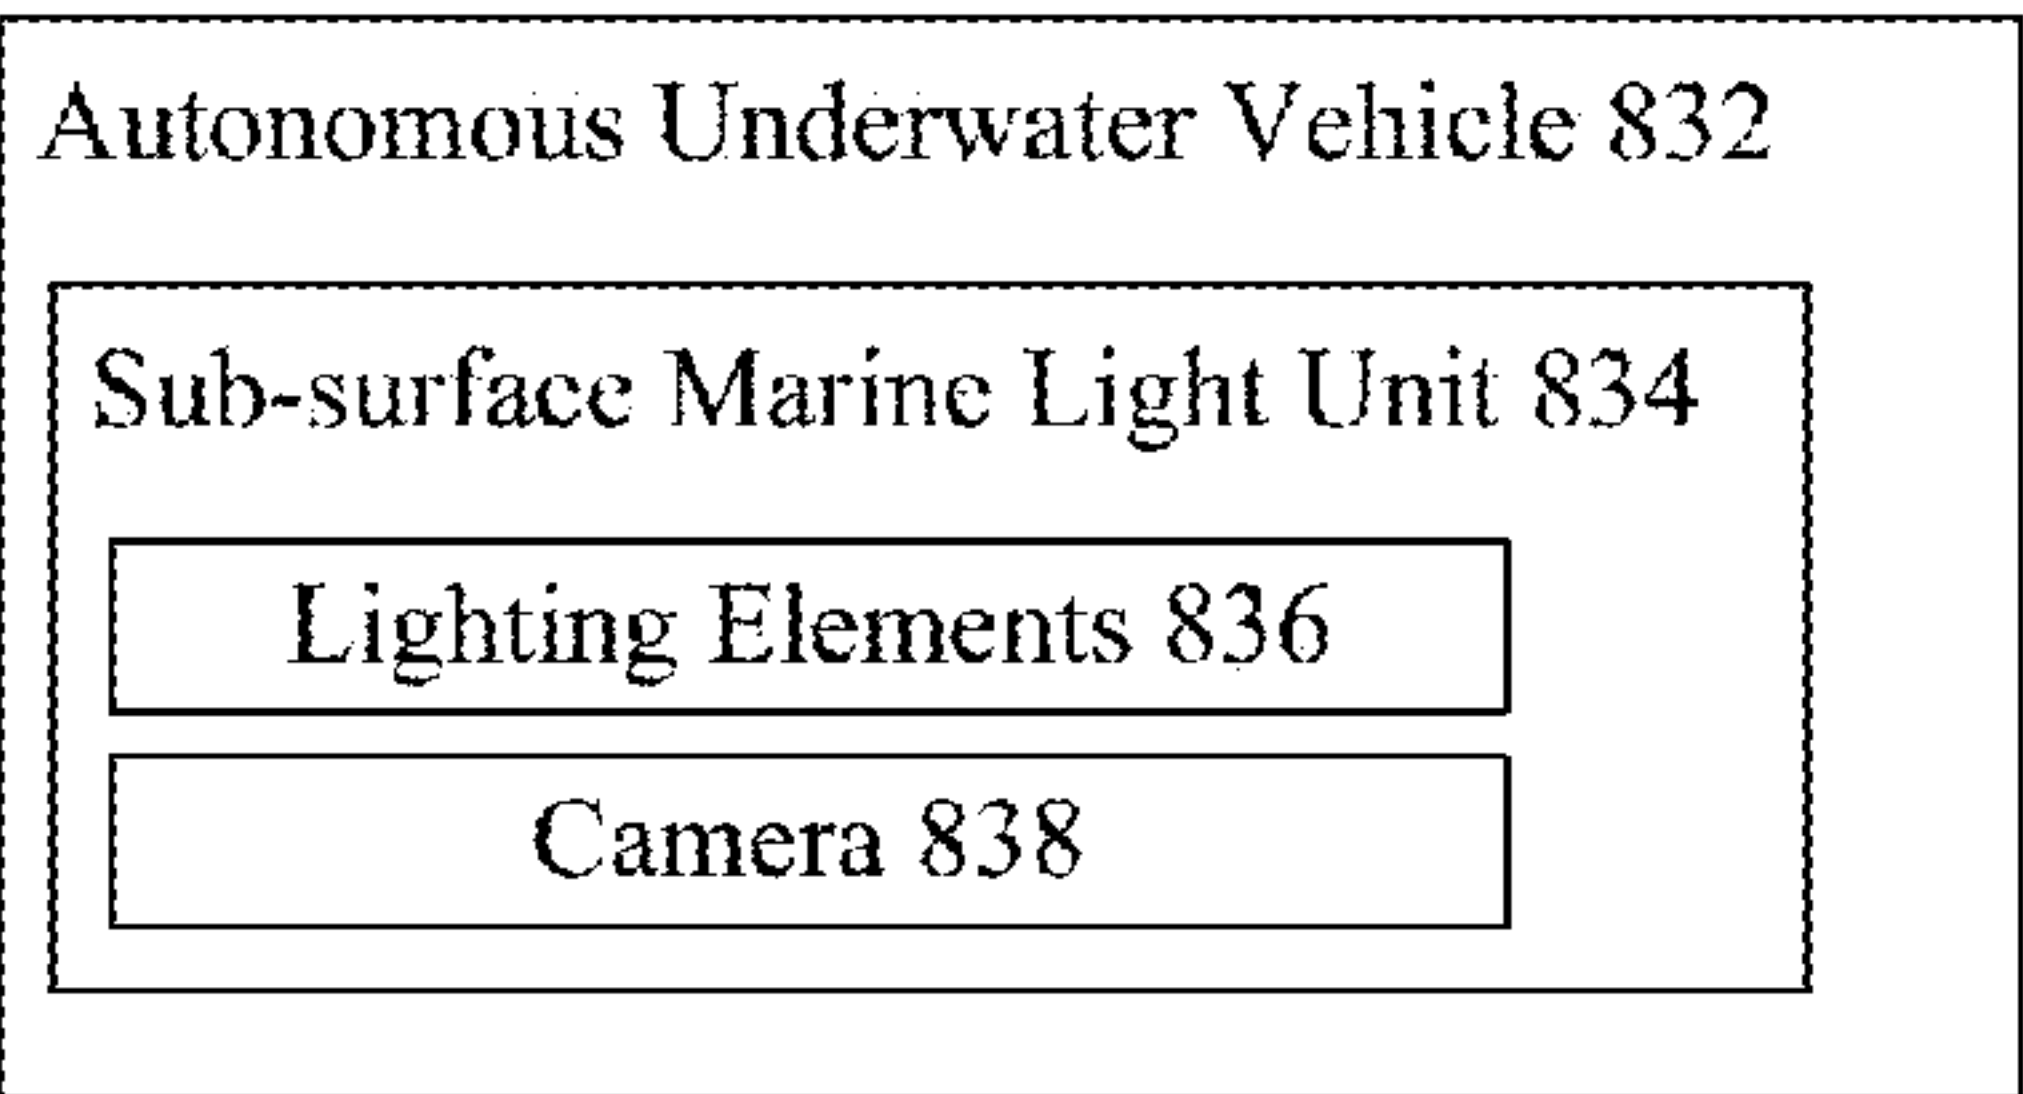 Autonomous Underwater Vehicle 832
Sub-surface Marine Light Unit 834
Lighting Elements 836
Camera 838